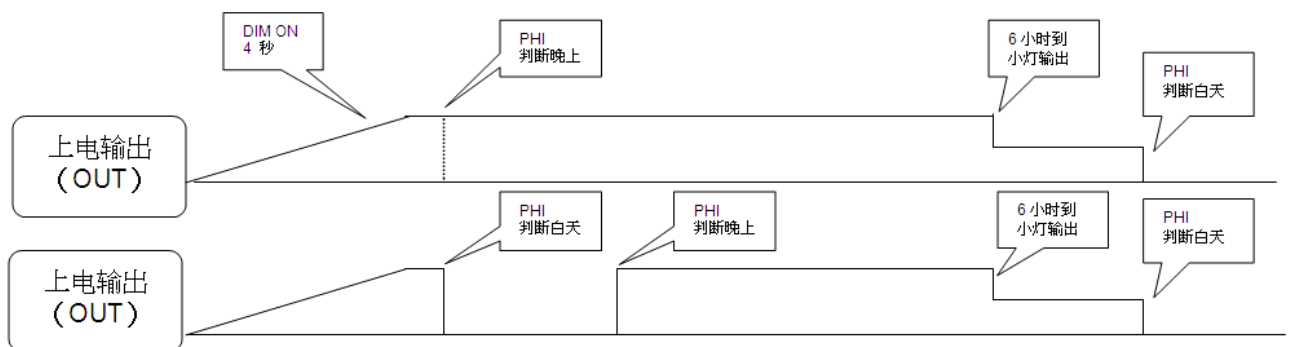 DIM ON
4 秒
PHI
判断晚上
6 小时到
小灯输出
PHI
判断白天
上电输出
(OUT)
PHI
判断白天
PHI
判断晚上
6 小时到
小灯输出
PHI
判断白天
上电输出
(OUT)